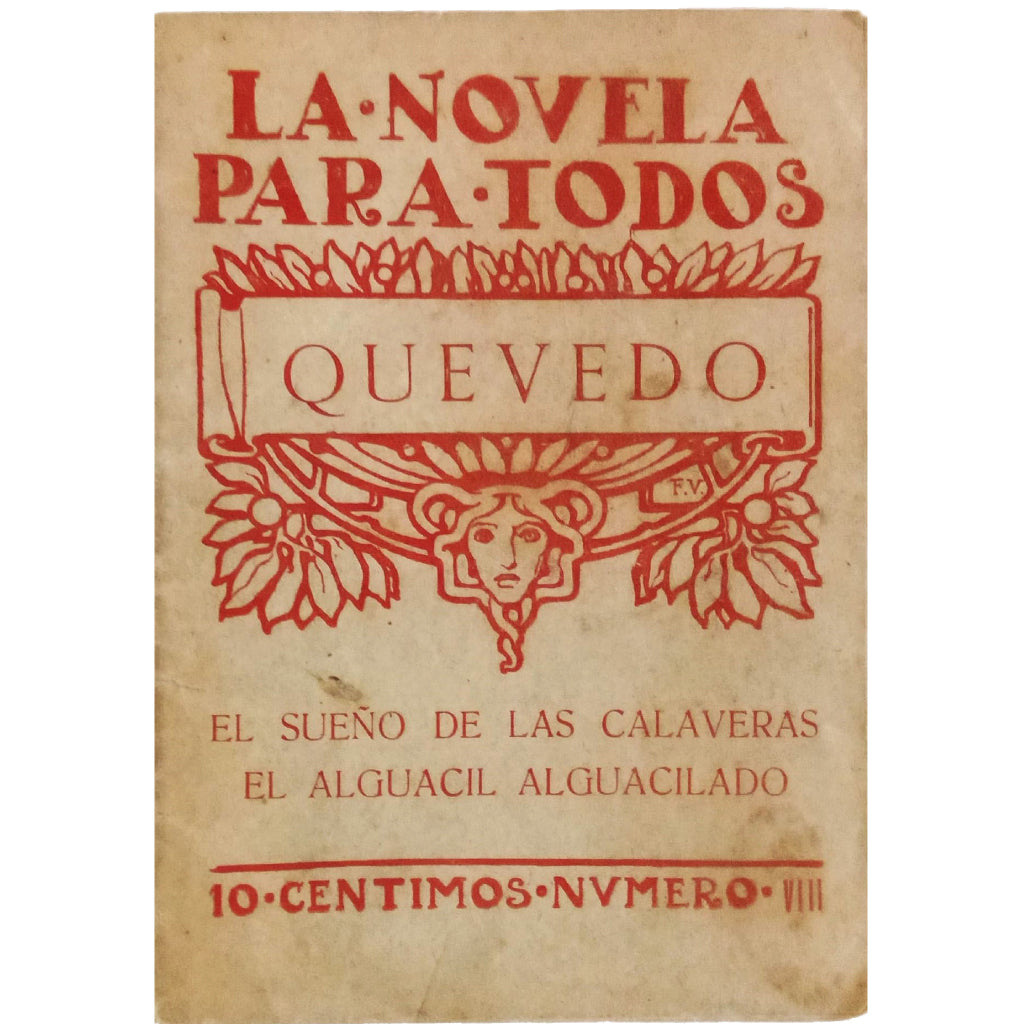 LA·NOVELA
PARA·TODOS
QUEVEDO
F.V.
EL SUEÑO DE LAS CALAVERAS
EL ALGUACIL ALGUACILADO
10·CENTIMOS·NVMERO·VIII